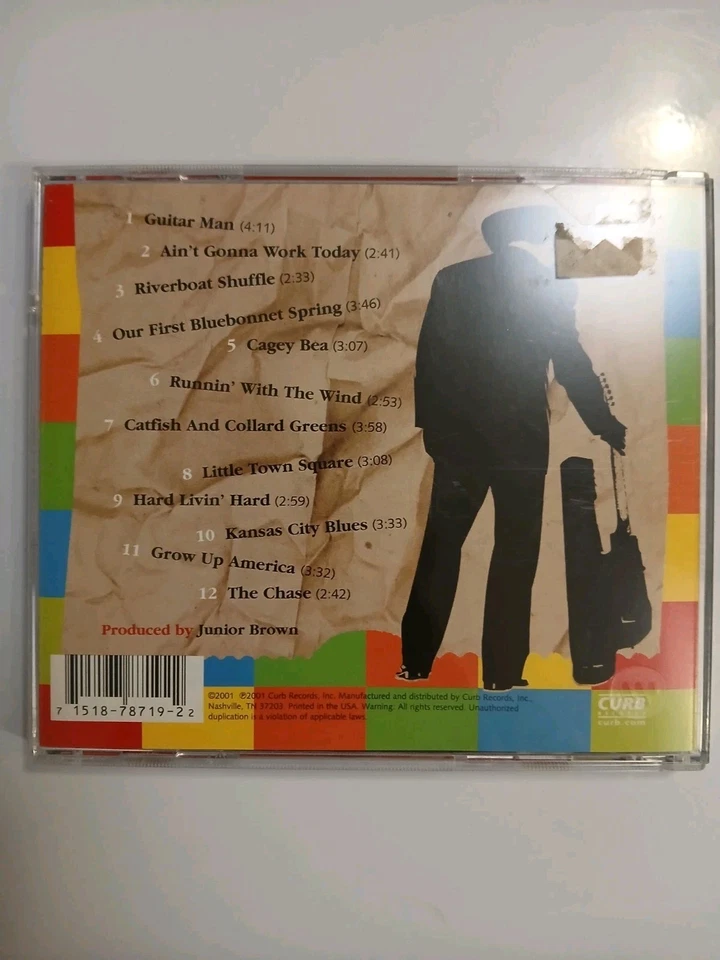 1 Guitar Man (4:11)
2 Ain't Gonna Work Today (2:41)
3 Riverboat Shuffle (2:33)
4 Our First Bluebonnet Spring (3:46)
5 Cagey Bea (3:07)
6 Runnin' With The Wind (2:53)
7 Catfish And Collard Greens (3:58)
8 Little Town Square (3:08)
9 Hard Livin' Hard (2:59)
10 Kansas City Blues (3:33)
11 Grow Up America (3:32)
12 The Chase (2:42)
Produced by Junior Brown
7 15187-78719-2 2
©2001 ℗2001 Curb Records, Inc. Manufactured and distributed by Curb Records, Inc.,
Nashville, TN 37203. Printed in the USA. Warning: All rights reserved. Unauthorized
duplication is a violation of applicable laws.
CURB
RECORDS
curb.com